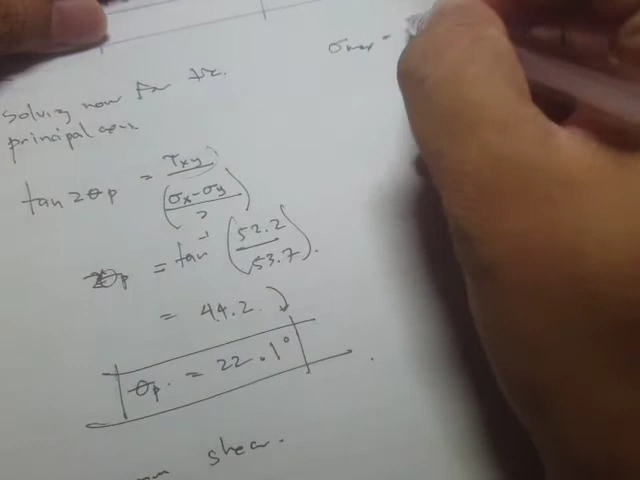 σmax =
Solving now for the
principal axis
tan 2θp = τxy / ((σx - σy) / 2)
2θp = tan⁻¹ (52.2 / 53.7).
= 44.2
θp = 22.1°
shear.